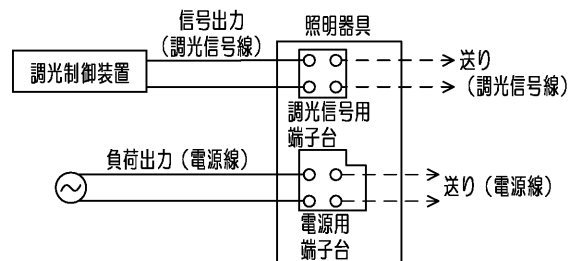 信号出力
（調光信号線）
照明器具
調光制御装置
送り
（調光信号線）
調光信号用
端子台
負荷出力（電源線）
送り（電源線）
電源用
端子台